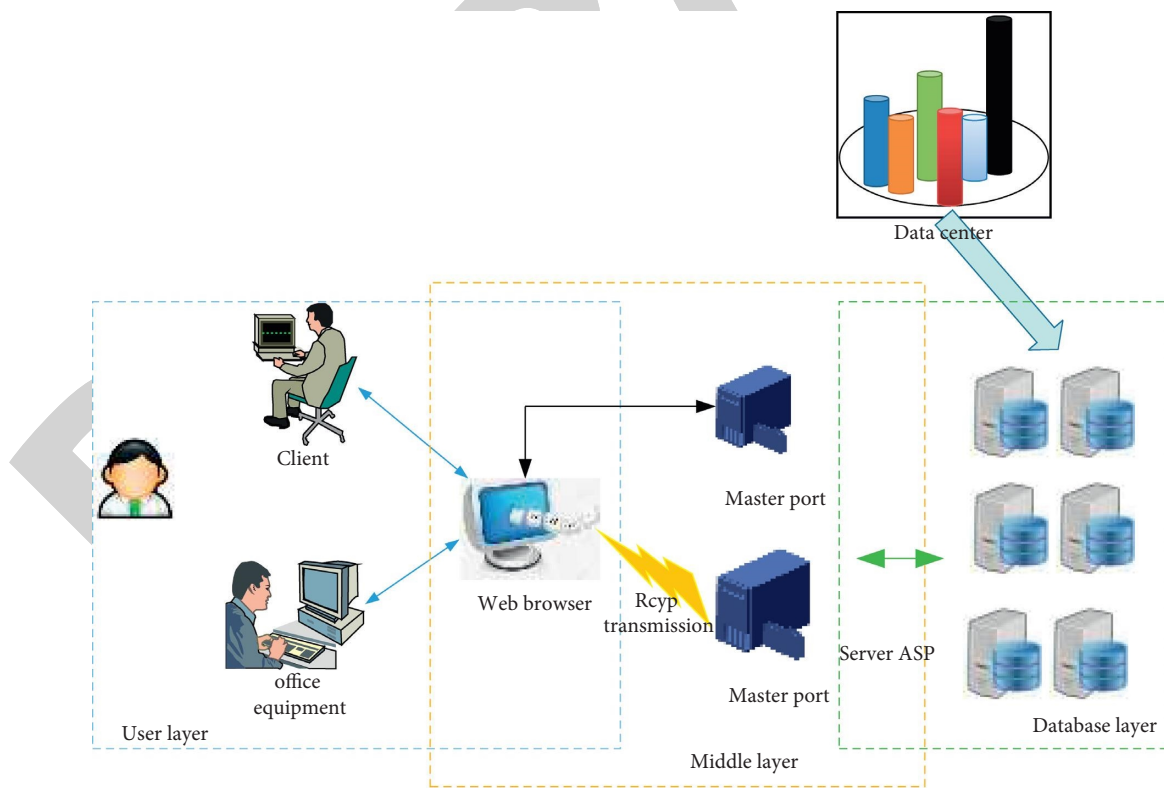 Data center
Client
Master port
Web browser
Rcyp
transmission
Server ASP
office
equipment
Master port
User layer
Database layer
Middle layer